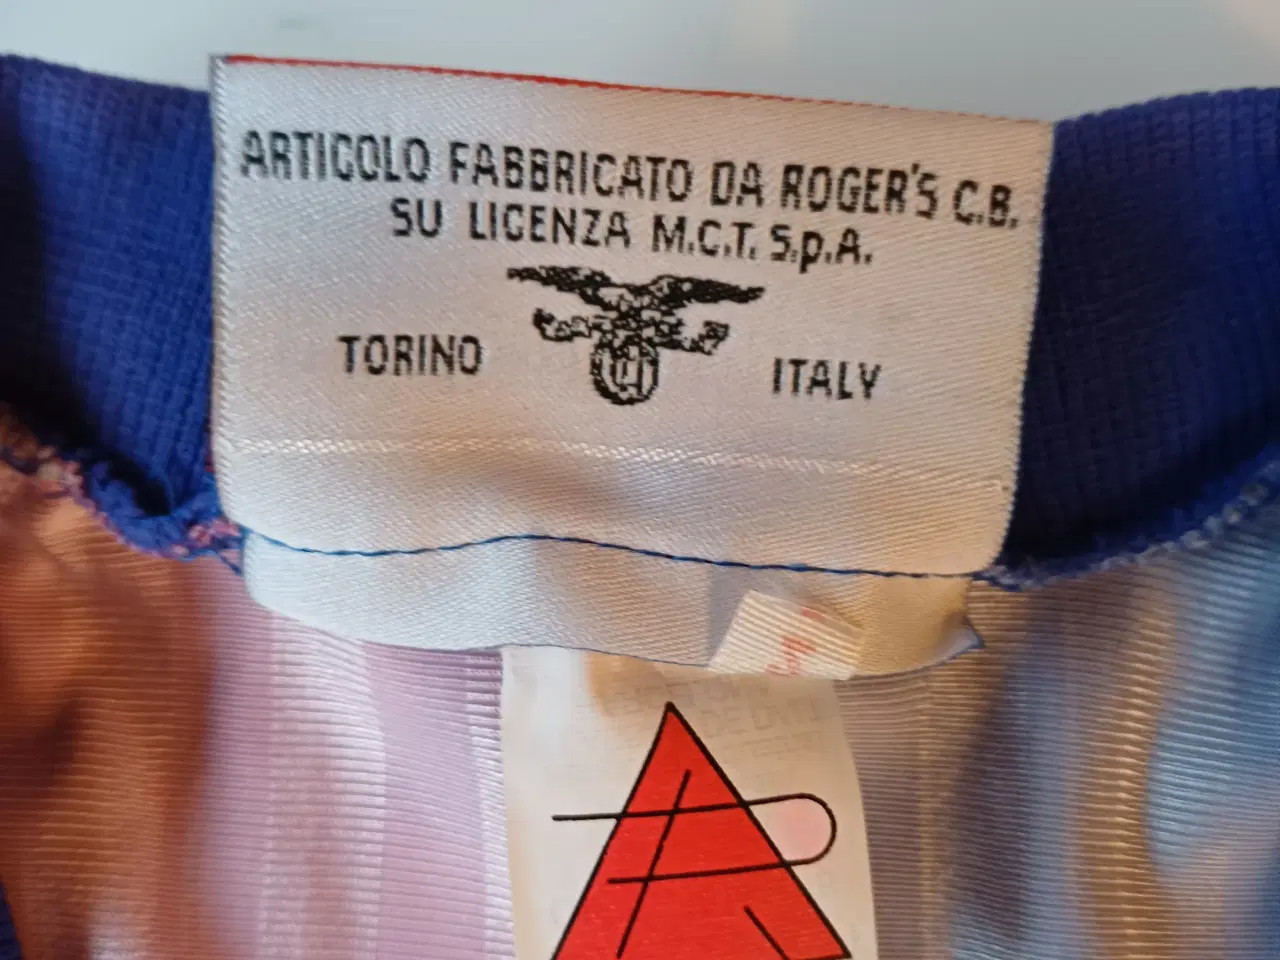 ARTICOLO FABBRICATO DA ROGER'S C.B.
SU LICENZA M.C.T. S.p.A.
TORINO ITALY